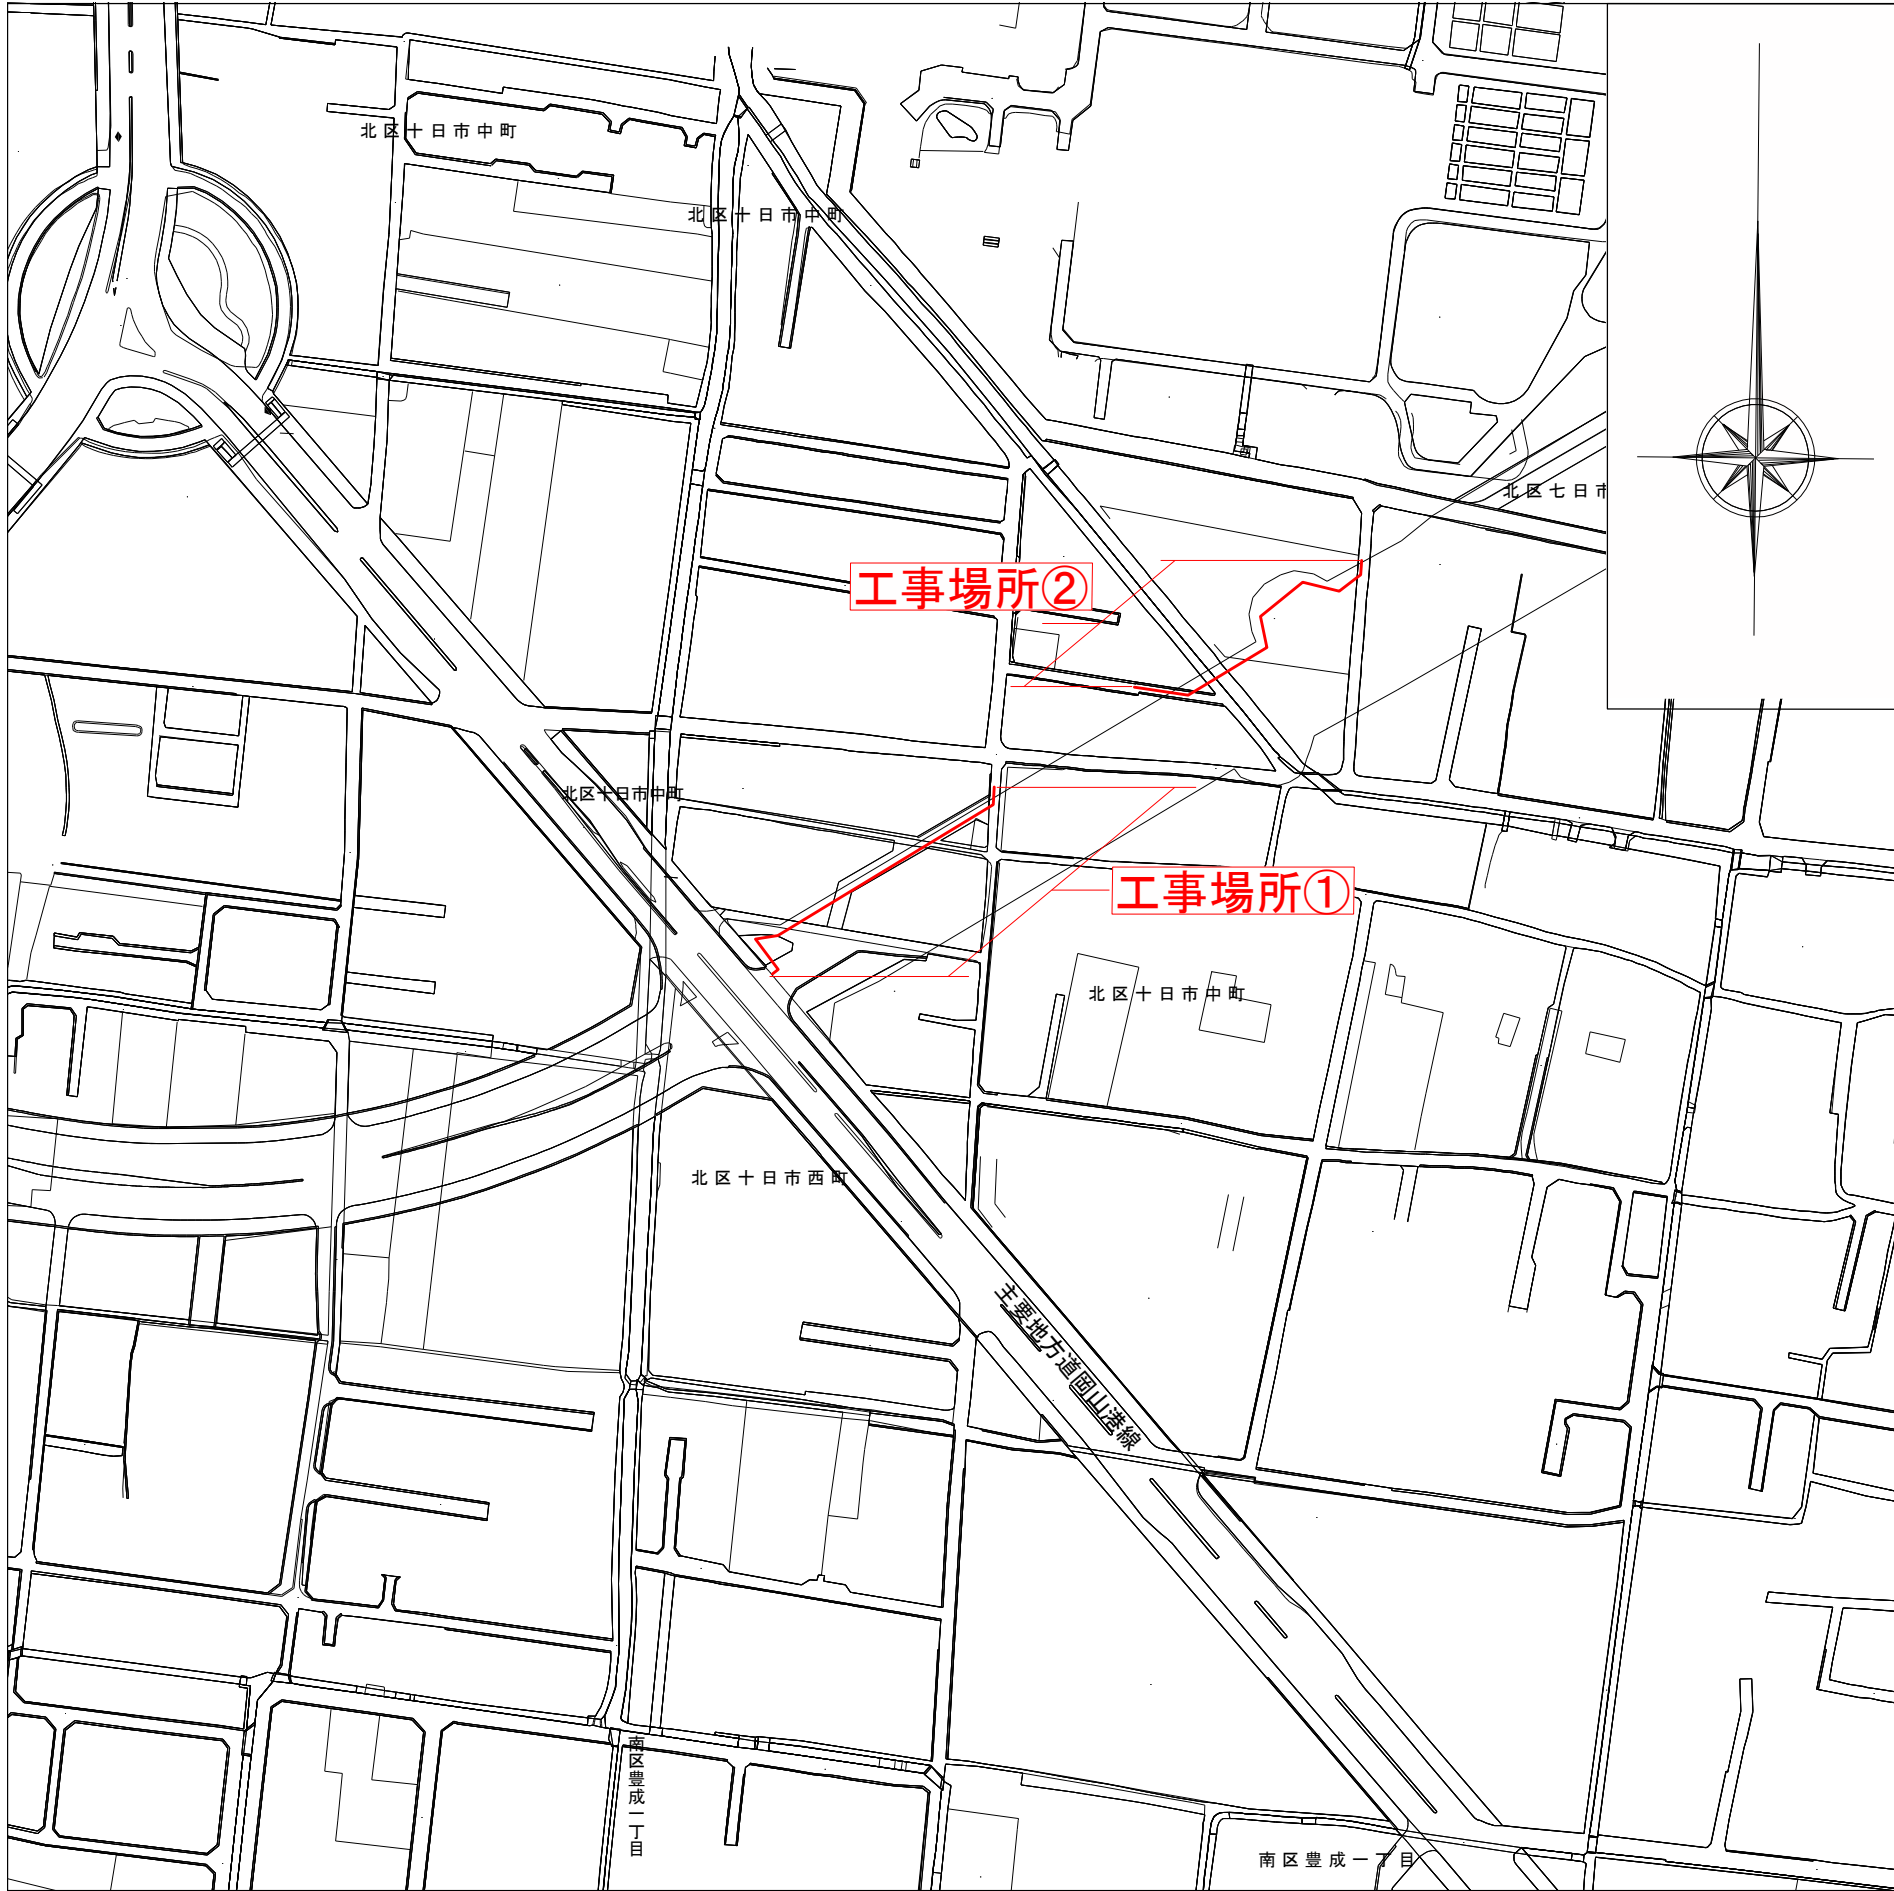 北区十日市中町
北区十日市中町
北区七日市
工事場所②
北区十日市中町
工事場所①
北区十日市中町
北区十日市西町
主要地方道岡山港線
南区豊成一丁目
南区豊成一丁目